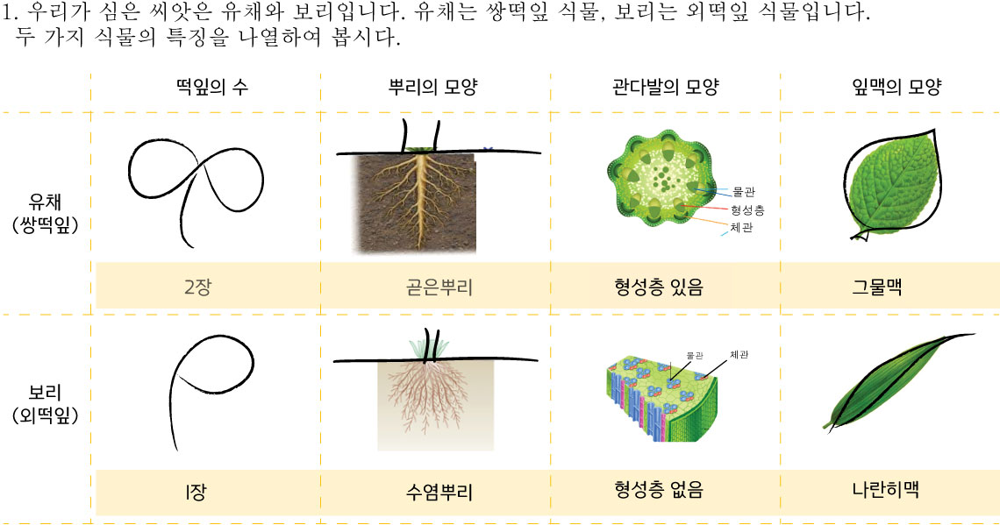 1. 우리가 심은 씨앗은 유채와 보리입니다. 유채는 쌍떡잎 식물, 보리는 외떡잎 식물입니다.
두 가지 식물의 특징을 나열하여 봅시다.
떡잎의 수 뿌리의 모양 관다발의 모양 잎맥의 모양
유채
(쌍떡잎)
물관
형성층
체관
2장 곧은뿌리 형성층 있음 그물맥
보리
(외떡잎)
물관 체관
1장 수염뿌리 형성층 없음 나란히맥